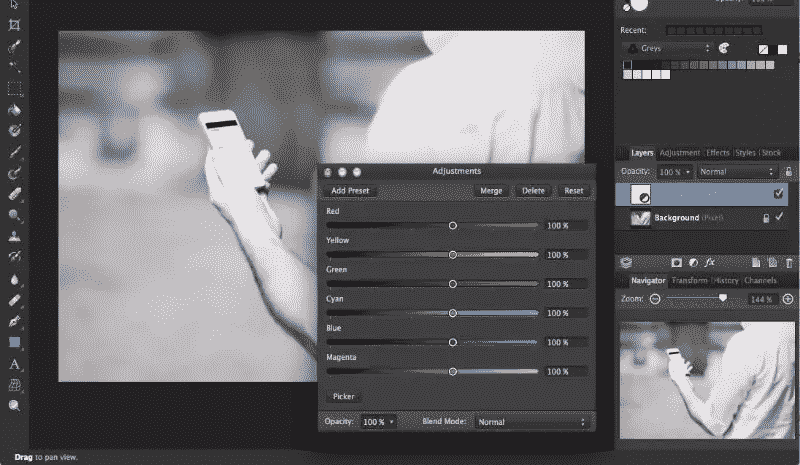 Recent:
Greys
Layers Adjustment Effects Styles Stock
Opacity: 100 % Normal
Background (Pixel)
Navigator Transform History Channels
Zoom: 144 %
Adjustments
Add Preset Merge Delete Reset
Red
100 %
Yellow
100 %
Green
100 %
Cyan
100 %
Blue
100 %
Magenta
100 %
Picker
Opacity: 100 % Blend Mode: Normal
A
fx
Drag to pan view.